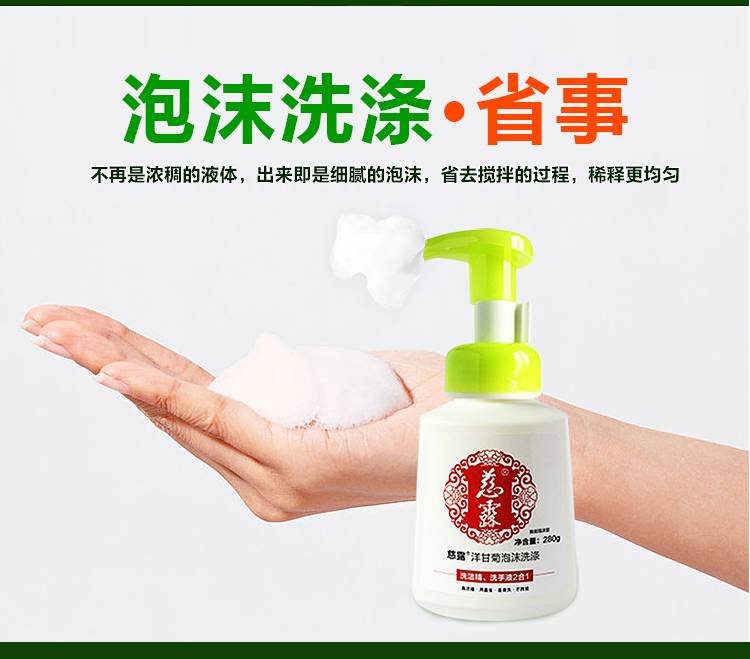 泡沫洗涤·省事
不再是浓稠的液体，出来即是细腻的泡沫，省去搅拌的过程，稀释更均匀
慈露®
净含量：280g
慈露®洋甘菊泡沫洗涤
洗洁精、洗手液2合1